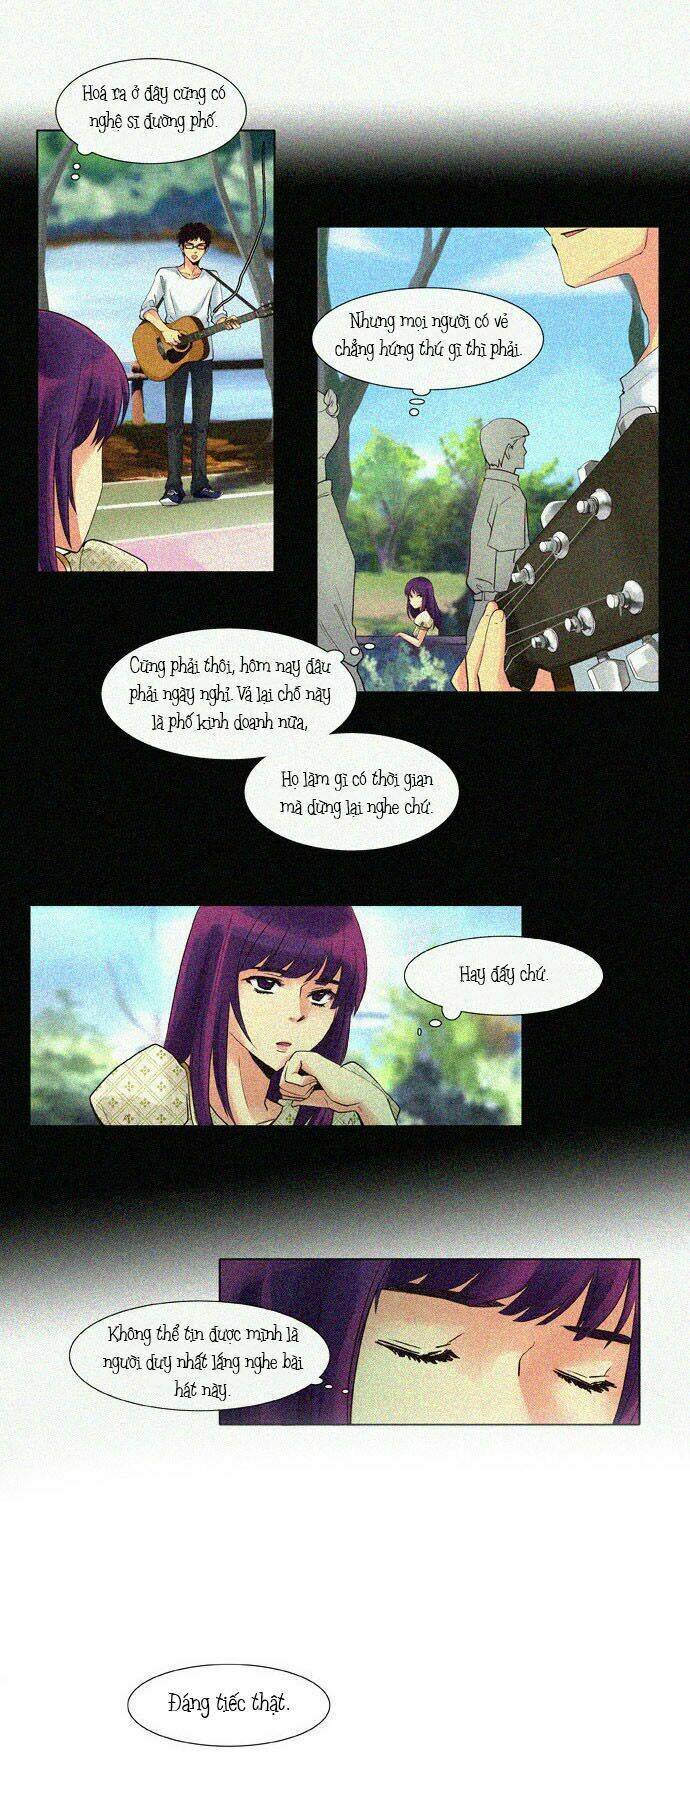 Hoá ra ở đây cũng có
nghệ sĩ đường phố.
Nhưng mọi người có vẻ
chẳng hứng thú gì thì phải.
Cũng phải thôi, hôm nay đâu
phải ngày nghỉ. Vả lại chỗ này
là phố kinh doanh nữa,
Họ làm gì có thời gian
mà dừng lại nghe chứ.
Hay đấy chứ.
Không thể tin được mình là
người duy nhất lắng nghe bài
hát này.
Đáng tiếc thật.